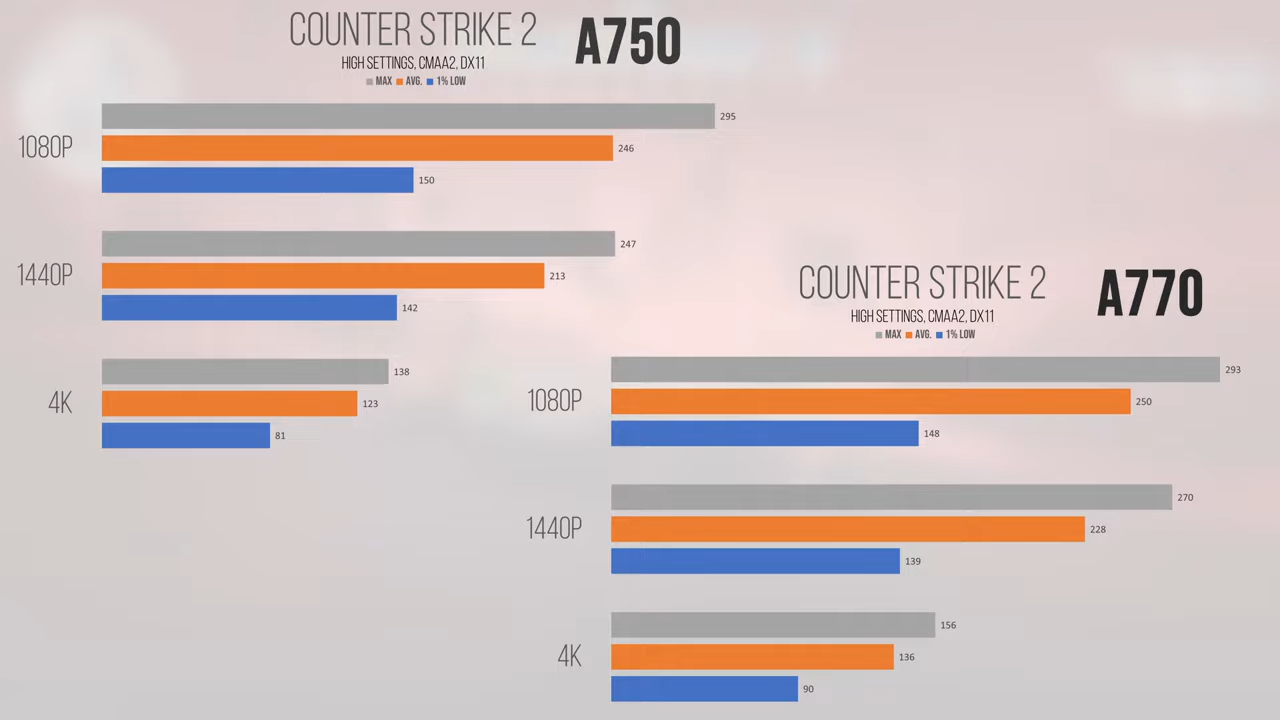 COUNTER STRIKE 2 A750
HIGH SETTINGS, CMAA2, DX11
MAX AVG. 1% LOW
1080P
295
246
150
1440P
247
213
142
4K
138
123
81
COUNTER STRIKE 2 A770
HIGH SETTINGS, CMAA2, DX11
MAX AVG. 1% LOW
1080P
293
250
148
1440P
270
228
139
4K
156
136
90